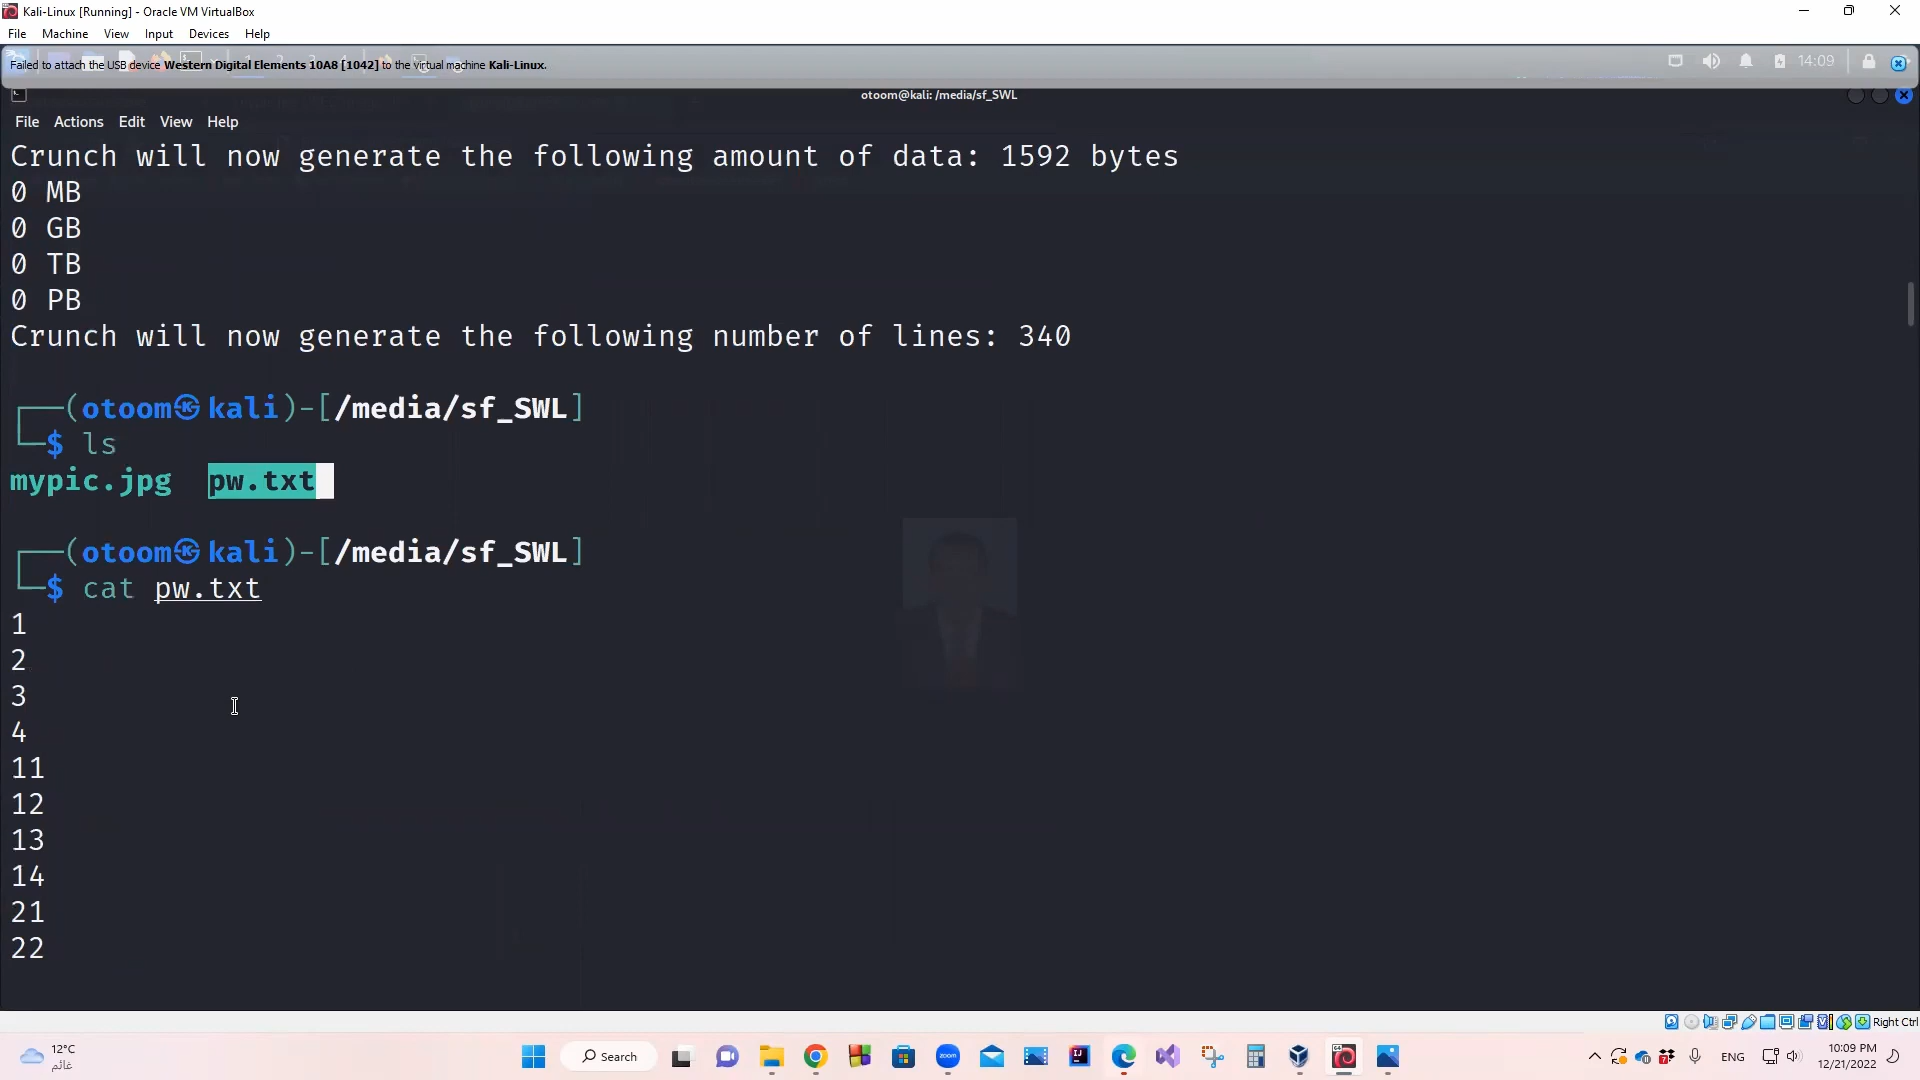 Kali-Linux [Running] - Oracle VM VirtualBox
File Machine View Input Devices Help
Failed to attach the USB device Western Digital Elements 10A8 [1042] to the virtual machine Kali-Linux.
14:09
otoom@kali: /media/sf_SWL
File Actions Edit View Help
Crunch will now generate the following amount of data: 1592 bytes
0 MB
0 GB
0 TB
0 PB
Crunch will now generate the following number of lines: 340
┌──(otoom㉿kali)-[/media/sf_SWL]
└─$ ls
mypic.jpg pw.txt
┌──(otoom㉿kali)-[/media/sf_SWL]
└─$ cat pw.txt
1
2
3
4
11
12
13
14
21
22
Right Ctrl
12°C
غائم
Search
zoom
IJ
64
7
ENG
10:09 PM
12/21/2022